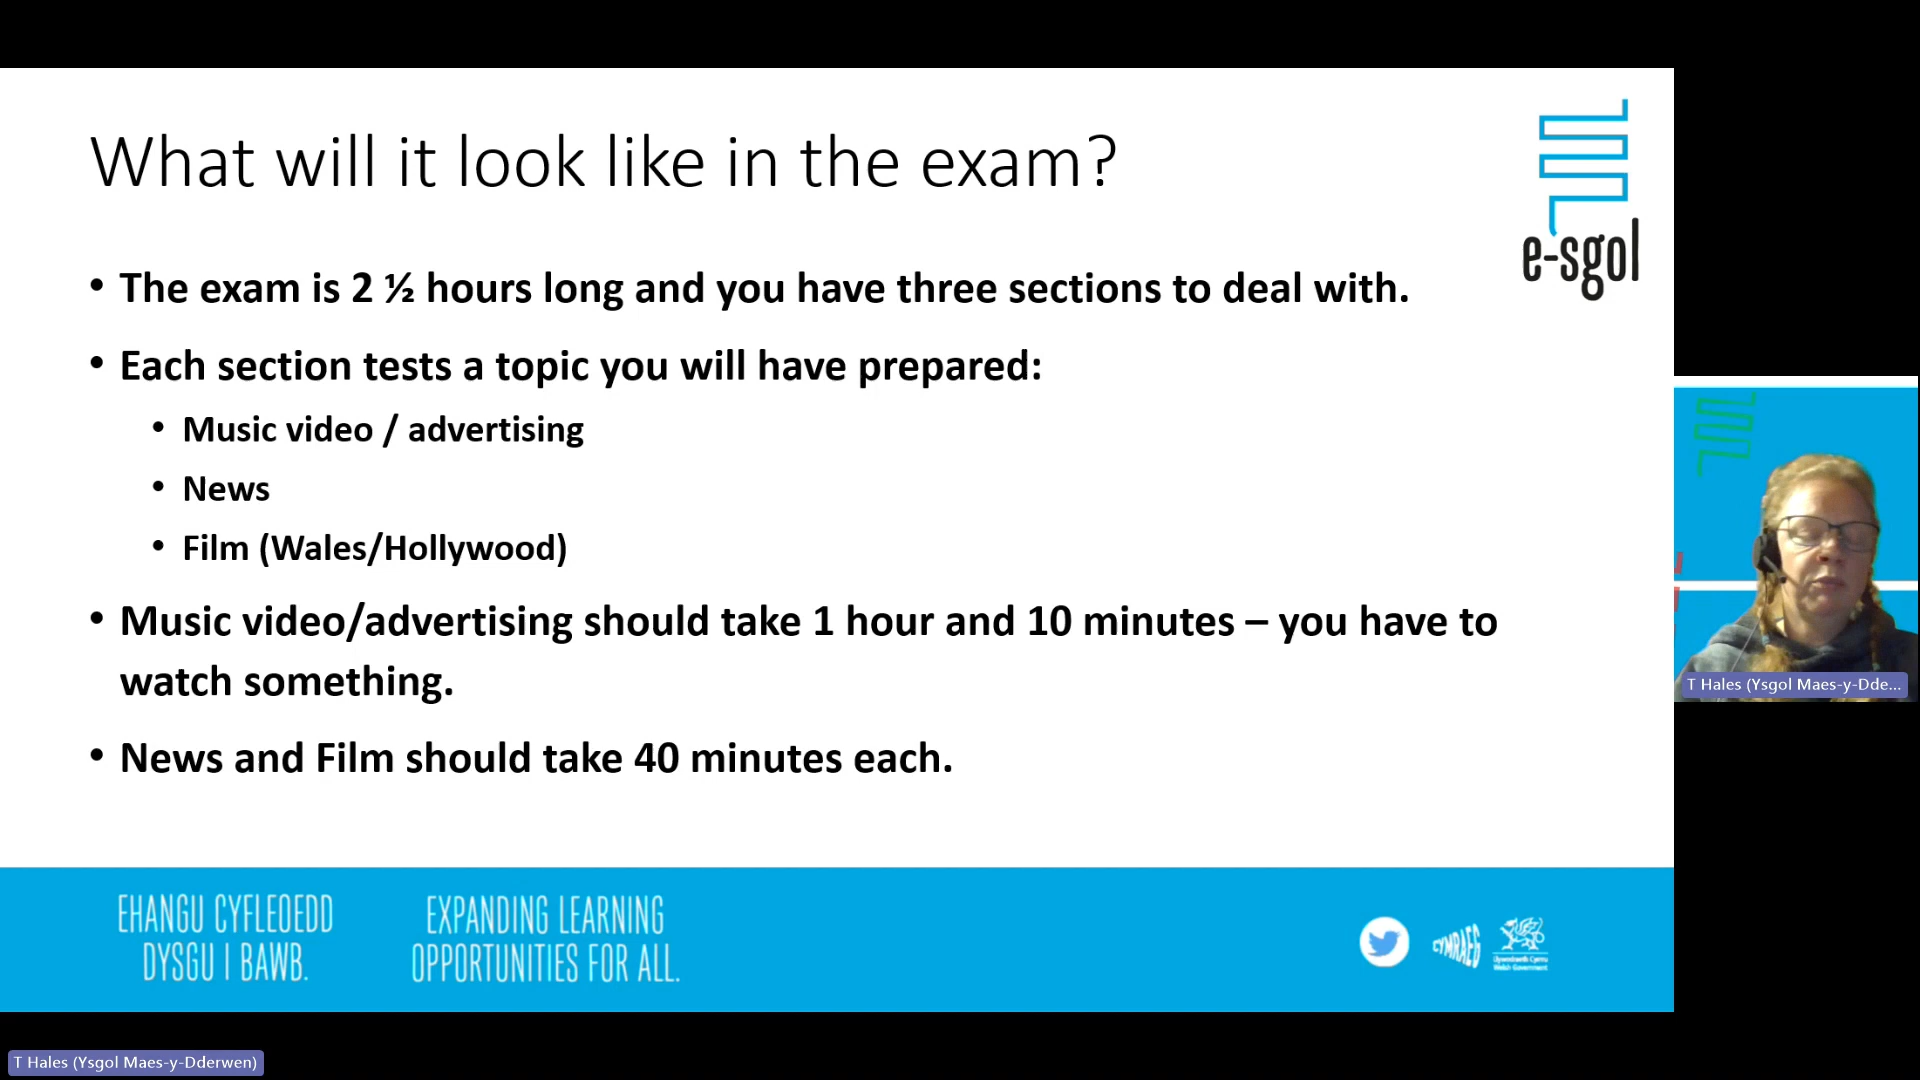 What will it look like in the exam?
e-sgol
• The exam is 2 ½ hours long and you have three sections to deal with.
• Each section tests a topic you will have prepared:
• Music video / advertising
• News
• Film (Wales/Hollywood)
• Music video/advertising should take 1 hour and 10 minutes – you have to
watch something.
• News and Film should take 40 minutes each.
T Hales (Ysgol Maes-y-Dde...
EHANGU CYFLEOEDD
DYSGU I BAWB.
EXPANDING LEARNING
OPPORTUNITIES FOR ALL.
CYMRAEG
Llywodraeth Cymru
Welsh Government
T Hales (Ysgol Maes-y-Dderwen)